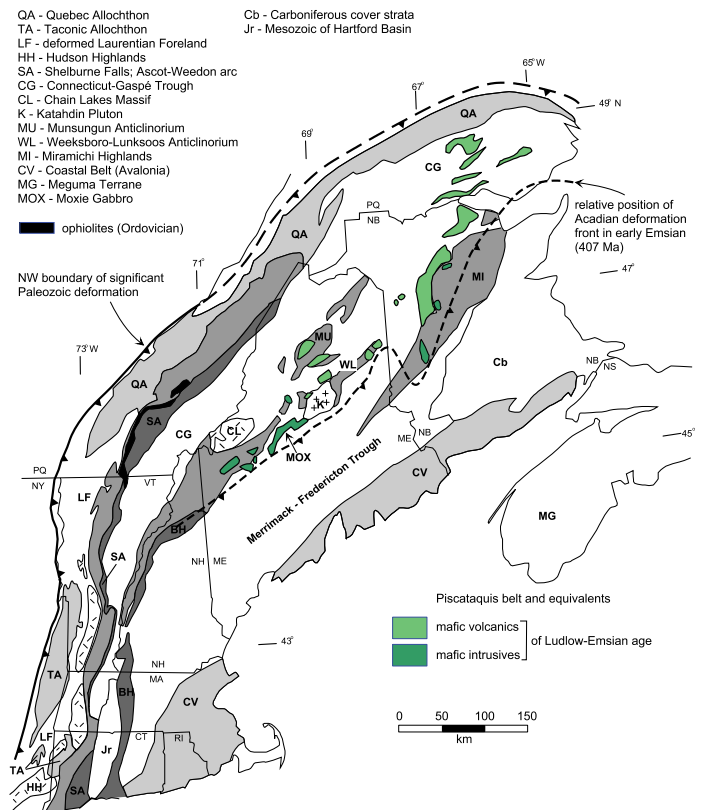 QA - Quebec Allochthon
TA - Taconic Allochthon
LF - deformed Laurentian Foreland
HH - Hudson Highlands
SA - Shelburne Falls; Ascot-Weedon arc
CG - Connecticut-Gaspé Trough
CL - Chain Lakes Massif
K - Katahdin Pluton
MU - Munsungun Anticlinorium
WL - Weeksboro-Lunksoos Anticlinorium
MI - Miramichi Highlands
CV - Coastal Belt (Avalonia)
MG - Meguma Terrane
MOX - Moxie Gabbro
Cb - Carboniferous cover strata
Jr - Mesozoic of Hartford Basin
ophiolites (Ordovician)
NW boundary of significant
Paleozoic deformation
relative position of
Acadian deformation
front in early Emsian
(407 Ma)
65° W
67°
49° N
69°
QA
CG
PQ
NB
QA
71°
47°
MI
73° W
MU
WL
Cb
NB
NS
QA
K
SA
CG
CL
MOX
ME
NB
45°
CV
PQ
NY
VT
LF
Merrimack - Fredericton Trough
MG
BH
SA
NH
ME
Piscataquis belt and equivalents
mafic volcanics
mafic intrusives
of Ludlow-Emsian age
43°
NH
MA
TA
BH
CV
0 50 100 150
km
LF
Jr
CT
RI
TA
HH
SA